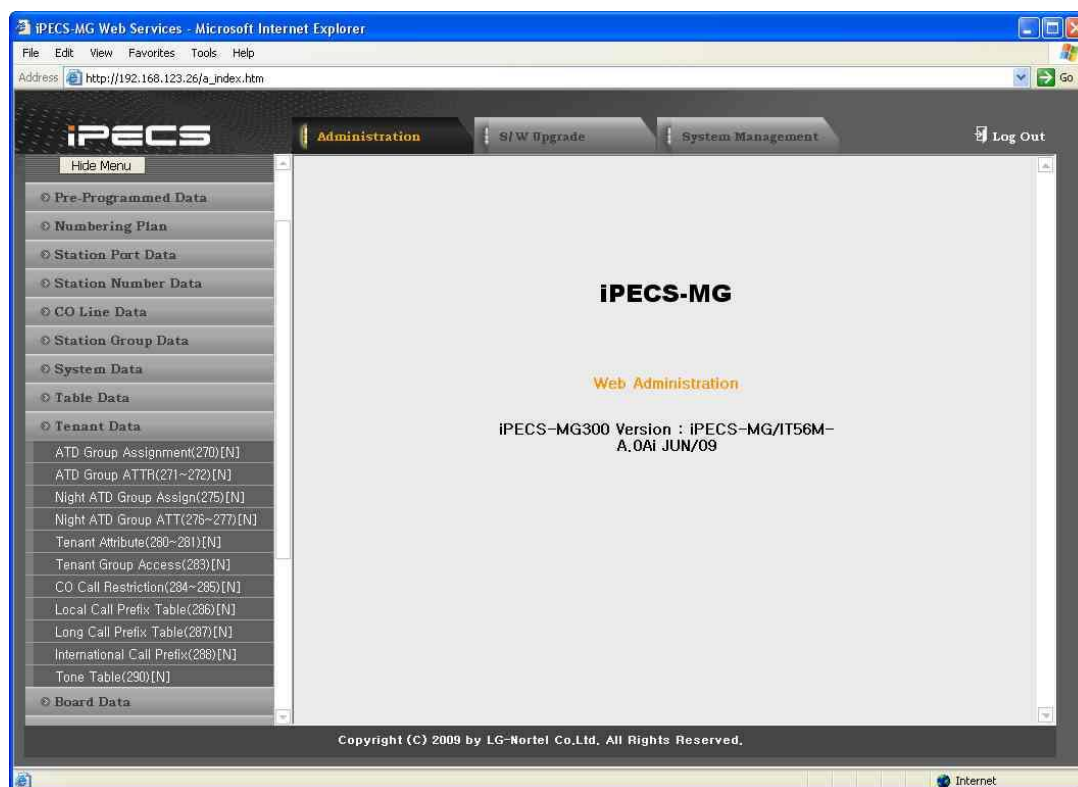 iPECS-MG Web Services - Microsoft Internet Explorer
File Edit View Favorites Tools Help
Address http://192.168.123.26/a_index.htm Go
iPECS
Administration
S/W Upgrade
System Management
Log Out
Hide Menu
Pre-Programmed Data
Numbering Plan
Station Port Data
Station Number Data
CO Line Data
Station Group Data
System Data
Table Data
Tenant Data
ATD Group Assignment(270)[N]
ATD Group ATTR(271~272)[N]
Night ATD Group Assign(275)[N]
Night ATD Group ATT(276~277)[N]
Tenant Attribute(280~281)[N]
Tenant Group Access(283)[N]
CO Call Restriction(284~285)[N]
Local Call Prefix Table(286)[N]
Long Call Prefix Table(287)[N]
International Call Prefix(288)[N]
Tone Table(290)[N]
Board Data
iPECS-MG
Web Administration
iPECS-MG300 Version : iPECS-MG/IT56M-
A.0Ai JUN/09
Copyright (C) 2009 by LG-Nortel Co,Ltd. All Rights Reserved.
Internet